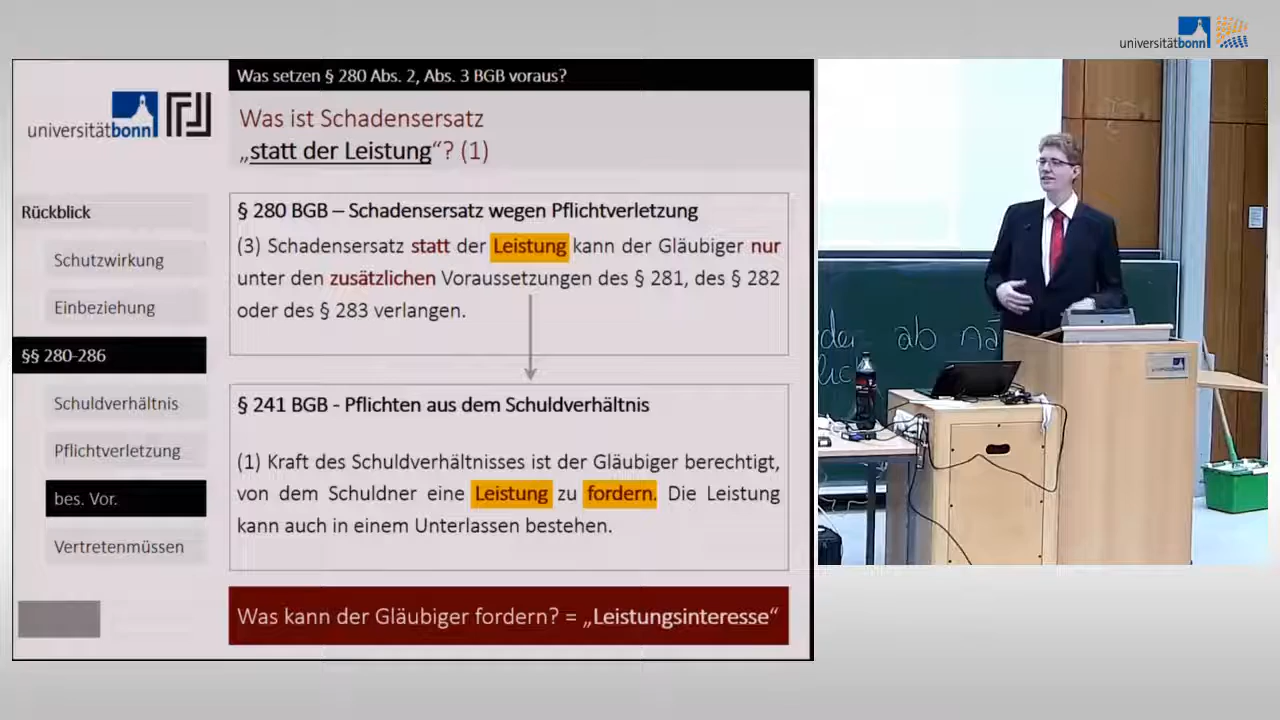 universitätbonn
Was setzen § 280 Abs. 2, Abs. 3 BGB voraus?
universitätbonn
Was ist Schadensersatz
„statt der Leistung“? (1)
Rückblick
Schutzwirkung
Einbeziehung
§§ 280-286
Schuldverhältnis
Pflichtverletzung
bes. Vor.
Vertretenmüssen
§ 280 BGB – Schadensersatz wegen Pflichtverletzung
(3) Schadensersatz statt der Leistung kann der Gläubiger nur
unter den zusätzlichen Voraussetzungen des § 281, des § 282
oder des § 283 verlangen.
§ 241 BGB - Pflichten aus dem Schuldverhältnis
(1) Kraft des Schuldverhältnisses ist der Gläubiger berechtigt,
von dem Schuldner eine Leistung zu fordern. Die Leistung
kann auch in einem Unterlassen bestehen.
Was kann der Gläubiger fordern? = „Leistungsinteresse“
ab